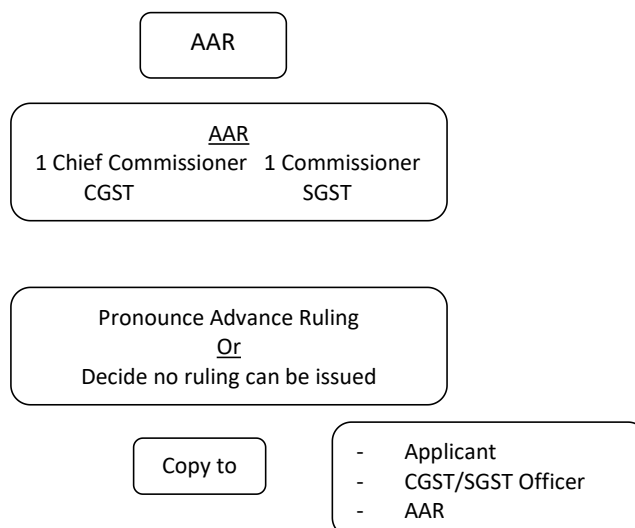 AAR
AAR
1 Chief Commissioner 1 Commissioner
CGST SGST
Pronounce Advance Ruling
Or
Decide no ruling can be issued
Copy to
- Applicant
- CGST/SGST Officer
- AAR